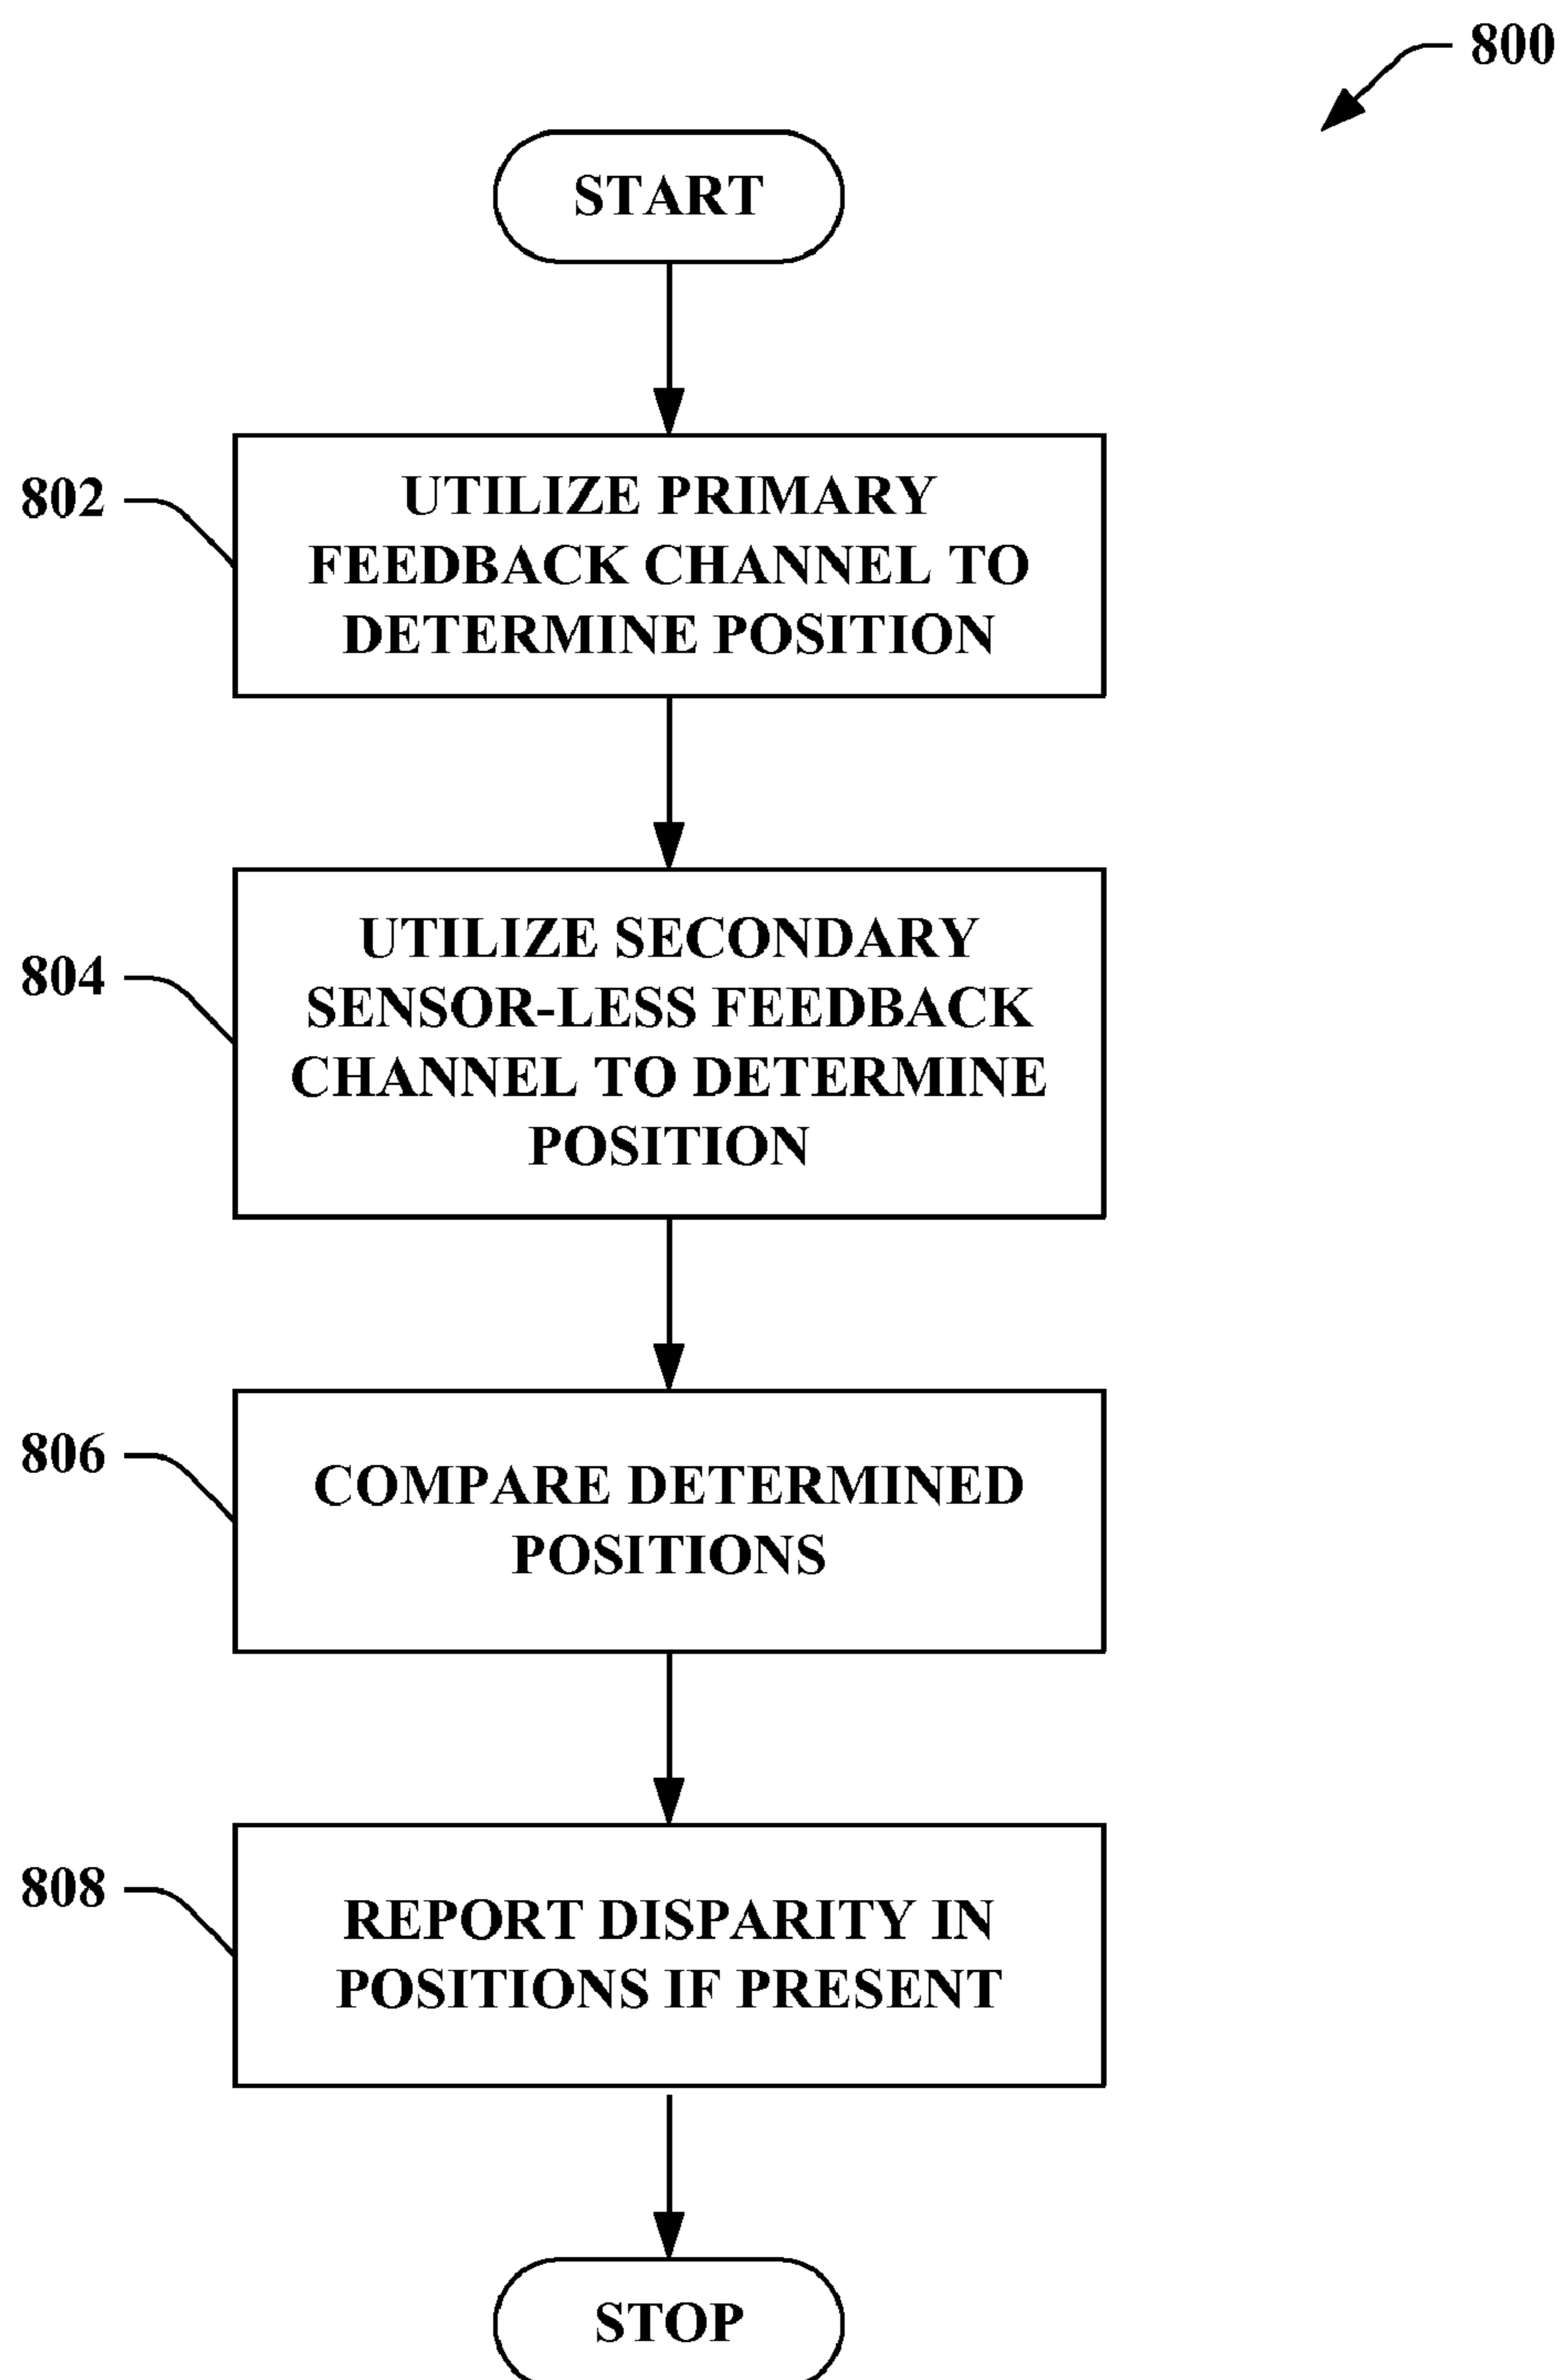 800
START
802
UTILIZE PRIMARY
FEEDBACK CHANNEL TO
DETERMINE POSITION
804
UTILIZE SECONDARY
SENSOR-LESS FEEDBACK
CHANNEL TO DETERMINE
POSITION
806
COMPARE DETERMINED
POSITIONS
808
REPORT DISPARITY IN
POSITIONS IF PRESENT
STOP